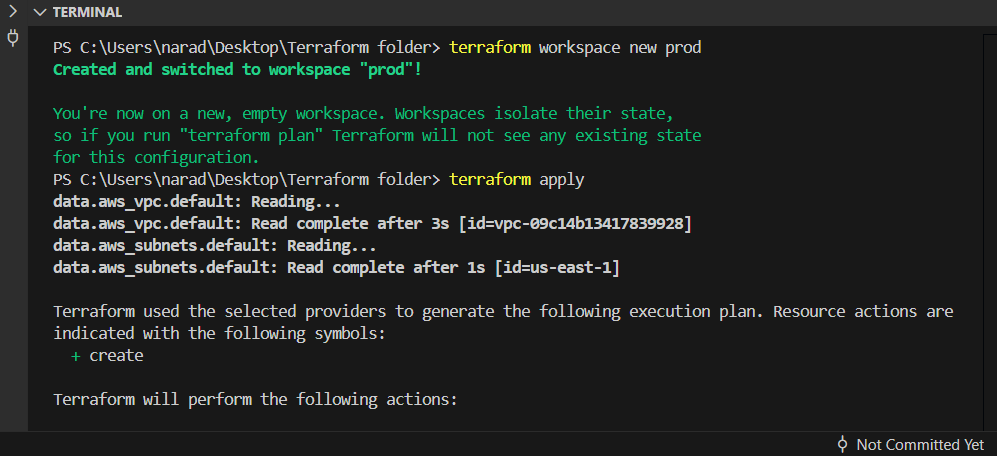 TERMINAL
PS C:\Users\narad\Desktop\Terraform folder> terraform workspace new prod
Created and switched to workspace "prod"!
You're now on a new, empty workspace. Workspaces isolate their state,
so if you run "terraform plan" Terraform will not see any existing state
for this configuration.
PS C:\Users\narad\Desktop\Terraform folder> terraform apply
data.aws_vpc.default: Reading...
data.aws_vpc.default: Read complete after 3s [id=vpc-09c14b13417839928]
data.aws_subnets.default: Reading...
data.aws_subnets.default: Read complete after 1s [id=us-east-1]
Terraform used the selected providers to generate the following execution plan. Resource actions are
indicated with the following symbols:
+ create
Terraform will perform the following actions:
Not Committed Yet